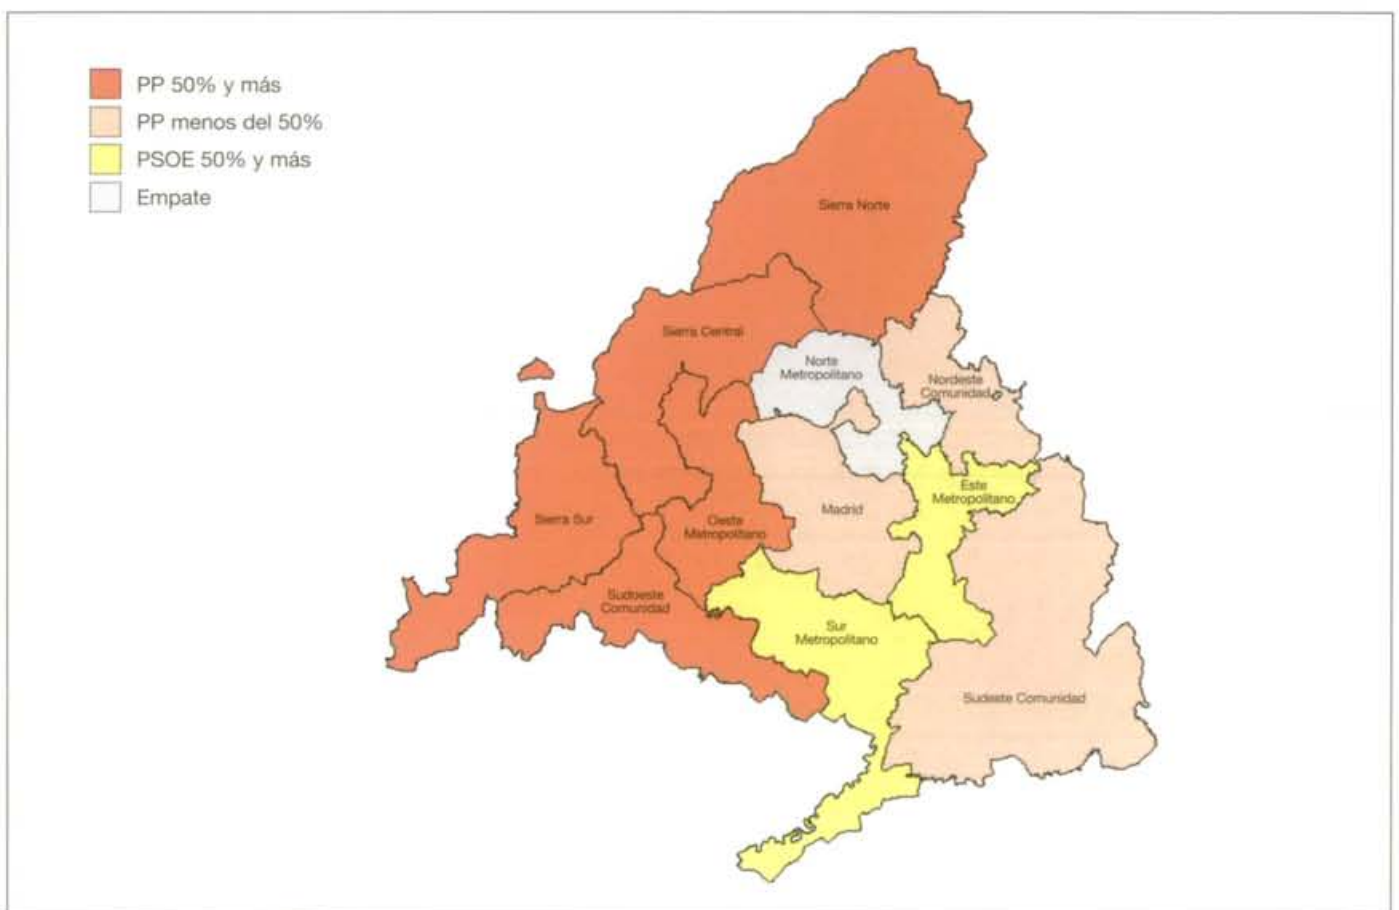 PP 50% y más
PP menos del 50%
PSOE 50% y más
Empate
Sierra Norte
Sierra Central
Norte
Metropolitano
Nordeste
Comunidad
Este
Metropolitano
Madrid
Sierra Sur
Oeste
Metropolitano
Sudoeste
Comunidad
Sur
Metropolitano
Sudeste Comunidad